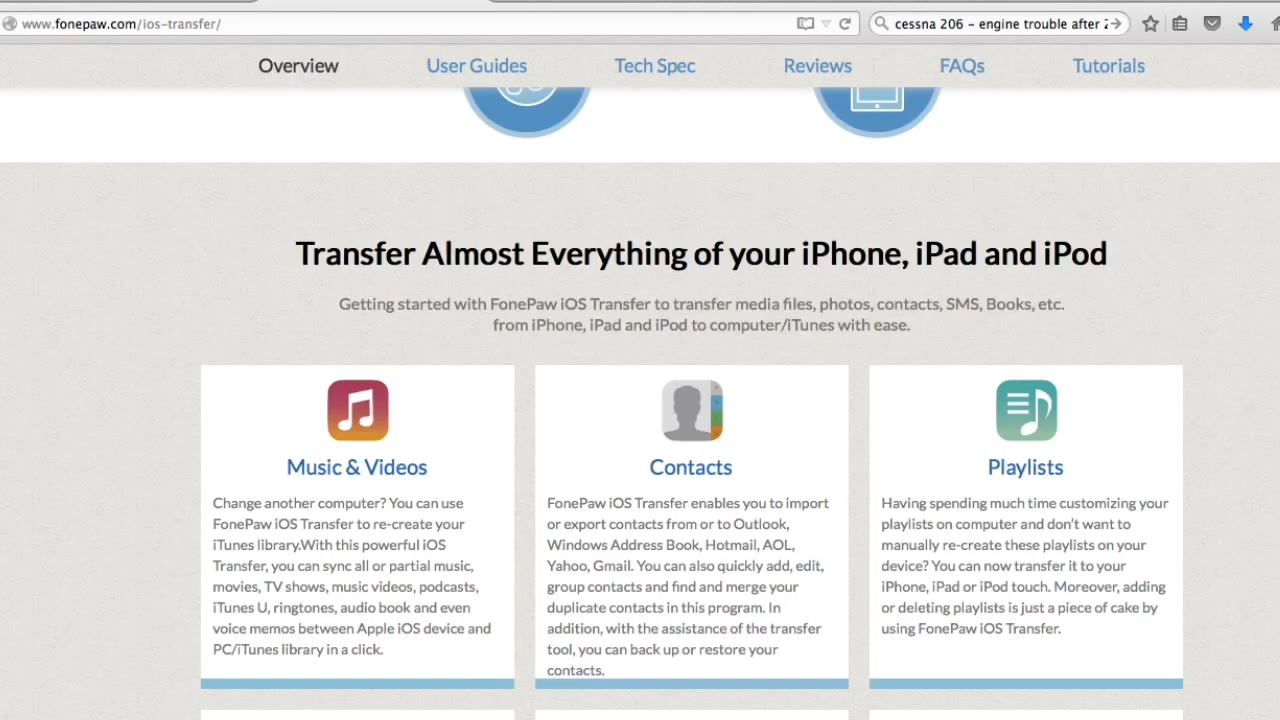 www.fonepaw.com/ios-transfer/
cessna 206 – engine trouble after
Overview
User Guides
Tech Spec
Reviews
FAQs
Tutorials
Transfer Almost Everything of your iPhone, iPad and iPod
Getting started with FonePaw iOS Transfer to transfer media files, photos, contacts, SMS, Books, etc.
from iPhone, iPad and iPod to computer/iTunes with ease.
Music & Videos
Change another computer? You can use
FonePaw iOS Transfer to re-create your
iTunes library.With this powerful iOS
Transfer, you can sync all or partial music,
movies, TV shows, music videos, podcasts,
iTunes U, ringtones, audio book and even
voice memos between Apple iOS device and
PC/iTunes library in a click.
Contacts
FonePaw iOS Transfer enables you to import
or export contacts from or to Outlook,
Windows Address Book, Hotmail, AOL,
Yahoo, Gmail. You can also quickly add, edit,
group contacts and find and merge your
duplicate contacts in this program. In
addition, with the assistance of the transfer
tool, you can back up or restore your
contacts.
Playlists
Having spending much time customizing your
playlists on computer and don't want to
manually re-create these playlists on your
device? You can now transfer it to your
iPhone, iPad or iPod touch. Moreover, adding
or deleting playlists is just a piece of cake by
using FonePaw iOS Transfer.